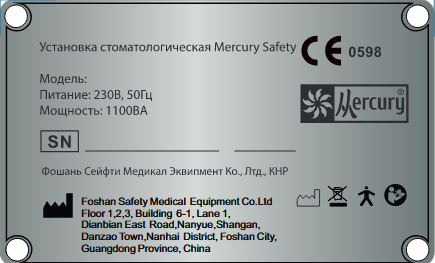 Установка стоматологическая Mercury Safety
CE 0598
Модель:
Питание: 230В, 50Гц
Мощность: 1100ВА
Mercury®
SN
Фошань Сейфти Медикал Эквипмент Ко., Лтд., КНР
Foshan Safety Medical Equipment Co.Ltd
Floor 1,2,3, Building 6-1, Lane 1,
Dianbian East Road,Nanyue,Shangan,
Danzao Town,Nanhai District, Foshan City,
Guangdong Province, China